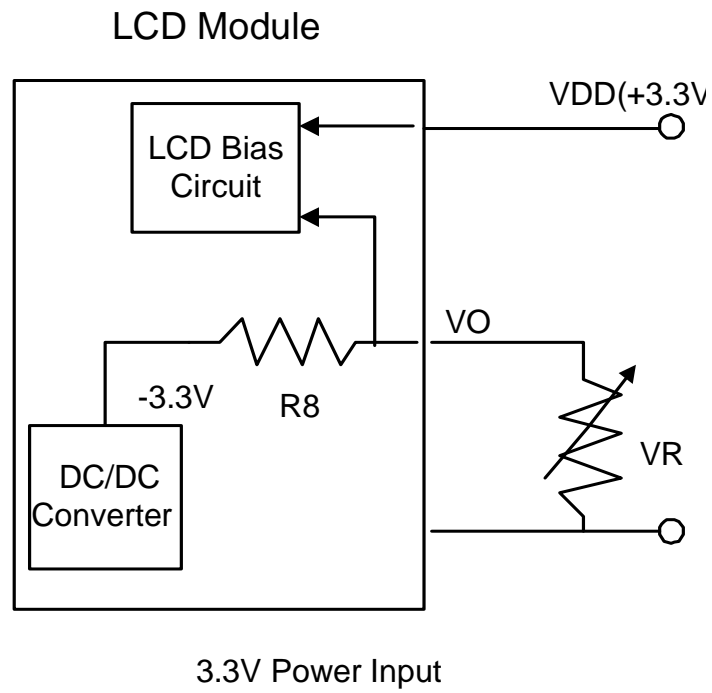 LCD Module
VDD(+3.3V
LCD Bias
Circuit
VO
-3.3V
R8
VR
DC/DC
Converter
3.3V Power Input